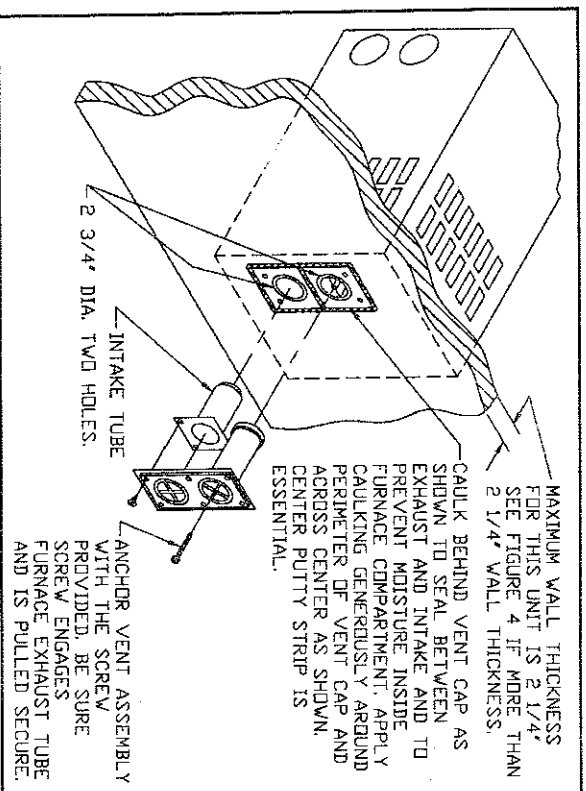 MAXIMUM WALL THICKNESS
FOR THIS UNIT IS 2 1/4"
SEE FIGURE 4 IF MORE THAN
2 1/4" WALL THICKNESS.
CAULK BEHIND VENT CAP AS
SHOWN TO SEAL BETWEEN
EXHAUST AND INTAKE AND TO
PREVENT MOISTURE INSIDE
FURNACE COMPARTMENT. APPLY
CAULKING GENEROUSLY AROUND
PERIMETER OF VENT CAP AND
ACROSS CENTER AS SHOWN.
CENTER PUTTY STRIP IS
ESSENTIAL.
ANCHOR VENT ASSEMBLY
WITH THE SCREW
PROVIDED. BE SURE
SCREW ENGAGES
FURNACE EXHAUST TUBE
AND IS PULLED SECURE.
INTAKE TUBE
2 3/4" DIA. TWO HOLES.